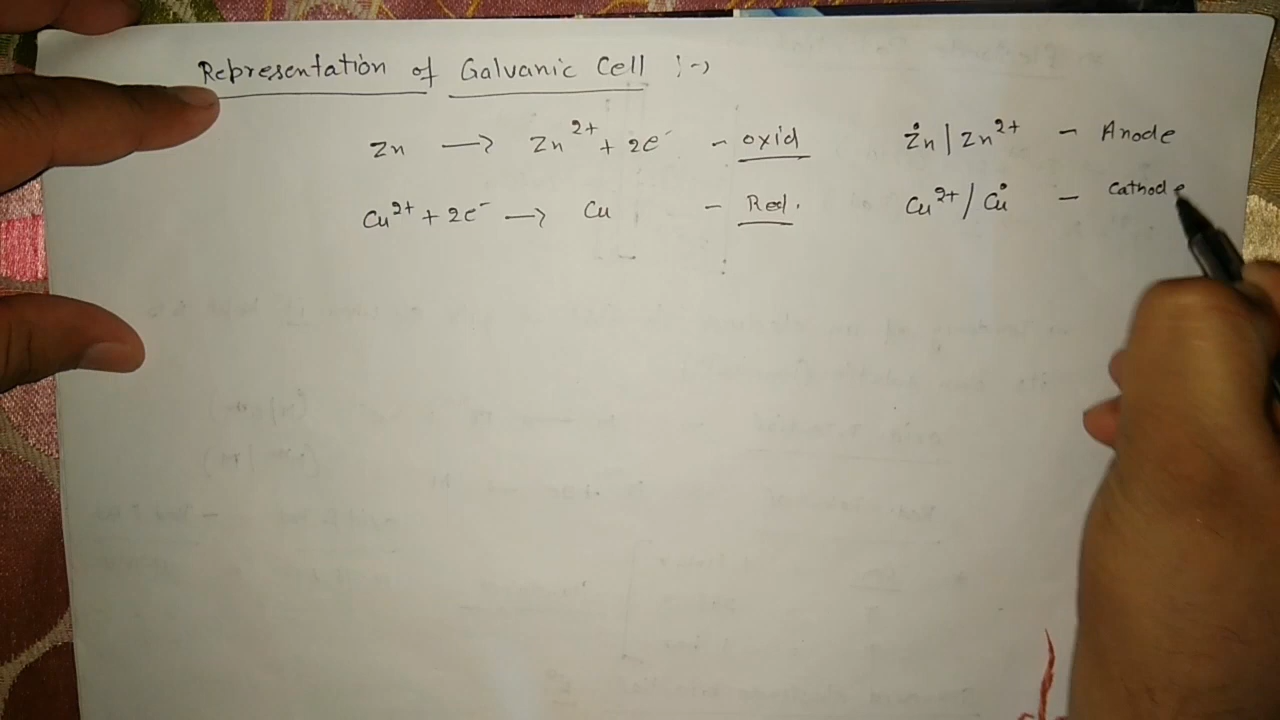 Representation of Galvanic Cell :->
Zn → Zn²⁺ + 2e⁻ - oxid Zn | Zn²⁺ - Anode
Cu²⁺ + 2e⁻ → Cu - Red. Cu²⁺ / Cu - Cathode